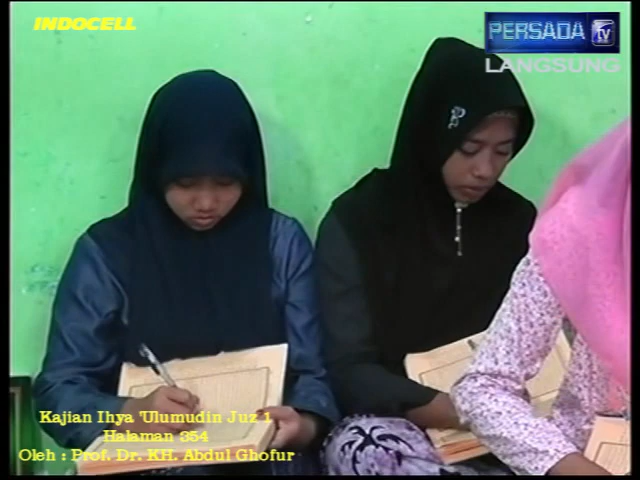 INDOCELL
PERSADA tv
LANGSUNG
Kajian Ihya 'Ulumudin Juz 1
Halaman 354
Oleh : Prof. Dr. KH. Abdul Ghofur